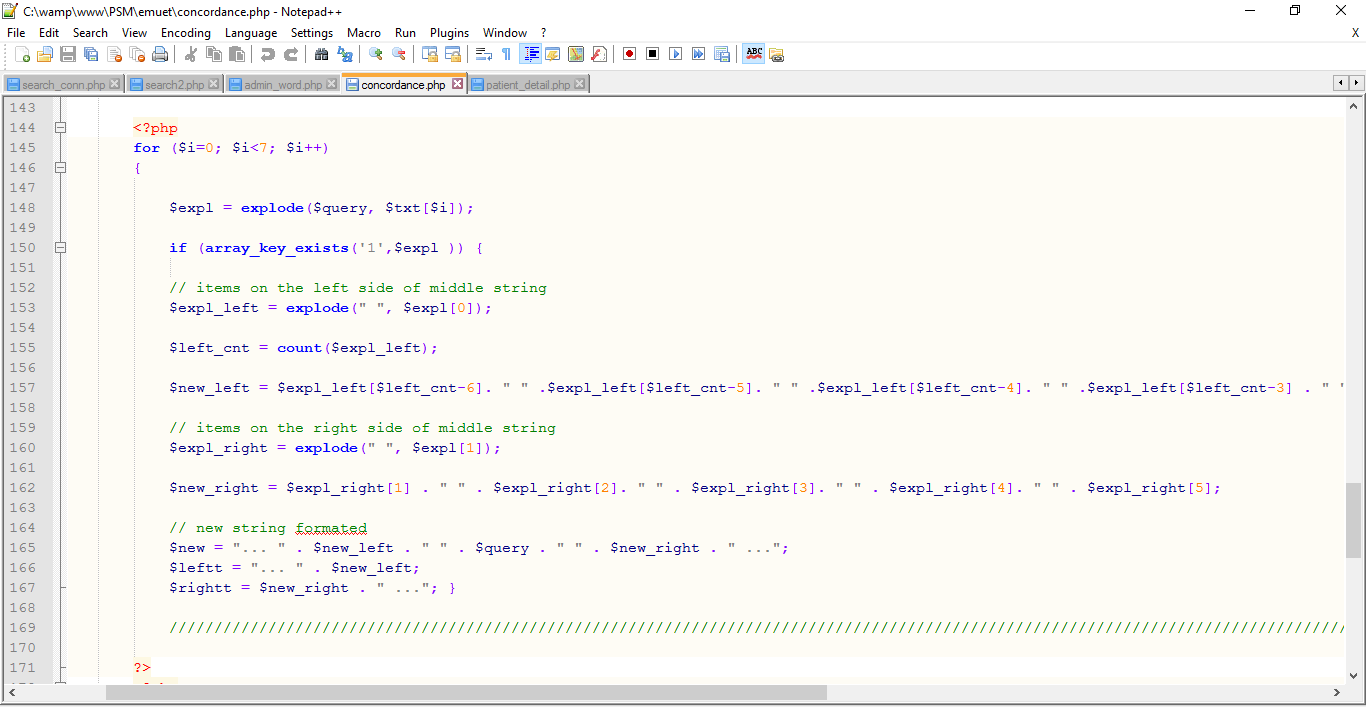 C:\wamp\www\PSM\emuet\concordance.php - Notepad++
File Edit Search View Encoding Language Settings Macro Run Plugins Window ? X
search_conn.php search2.php admin_word.php concordance.php patient_detail.php
143
144 <?php
145 for ($i=0; $i<7; $i++)
146 {
147
148 $expl = explode($query, $txt[$i]);
149
150 if (array_key_exists('1',$expl )) {
151
152 // items on the left side of middle string
153 $expl_left = explode(" ", $expl[0]);
154
155 $left_cnt = count($expl_left);
156
157 $new_left = $expl_left[$left_cnt-6]. " " .$expl_left[$left_cnt-5]. " " .$expl_left[$left_cnt-4]. " " .$expl_left[$left_cnt-3] . " "
158
159 // items on the right side of middle string
160 $expl_right = explode(" ", $expl[1]);
161
162 $new_right = $expl_right[1] . " " . $expl_right[2]. " " . $expl_right[3]. " " . $expl_right[4]. " " . $expl_right[5];
163
164 // new string formated
165 $new = "... " . $new_left . " " . $query . " " . $new_right . " ...";
166 $leftt = "... " . $new_left;
167 $rightt = $new_right . " ..."; }
168
169 ////////////////////////////////////////////////////////////////////////////////////////////////////////////////////////////////////
170
171 ?>